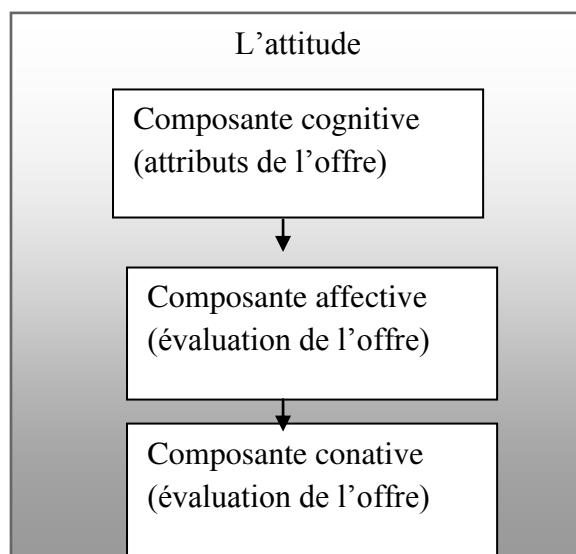 L’attitude
Composante cognitive
(attributs de l’offre)
Composante affective
(évaluation de l’offre)
Composante conative
(évaluation de l’offre)